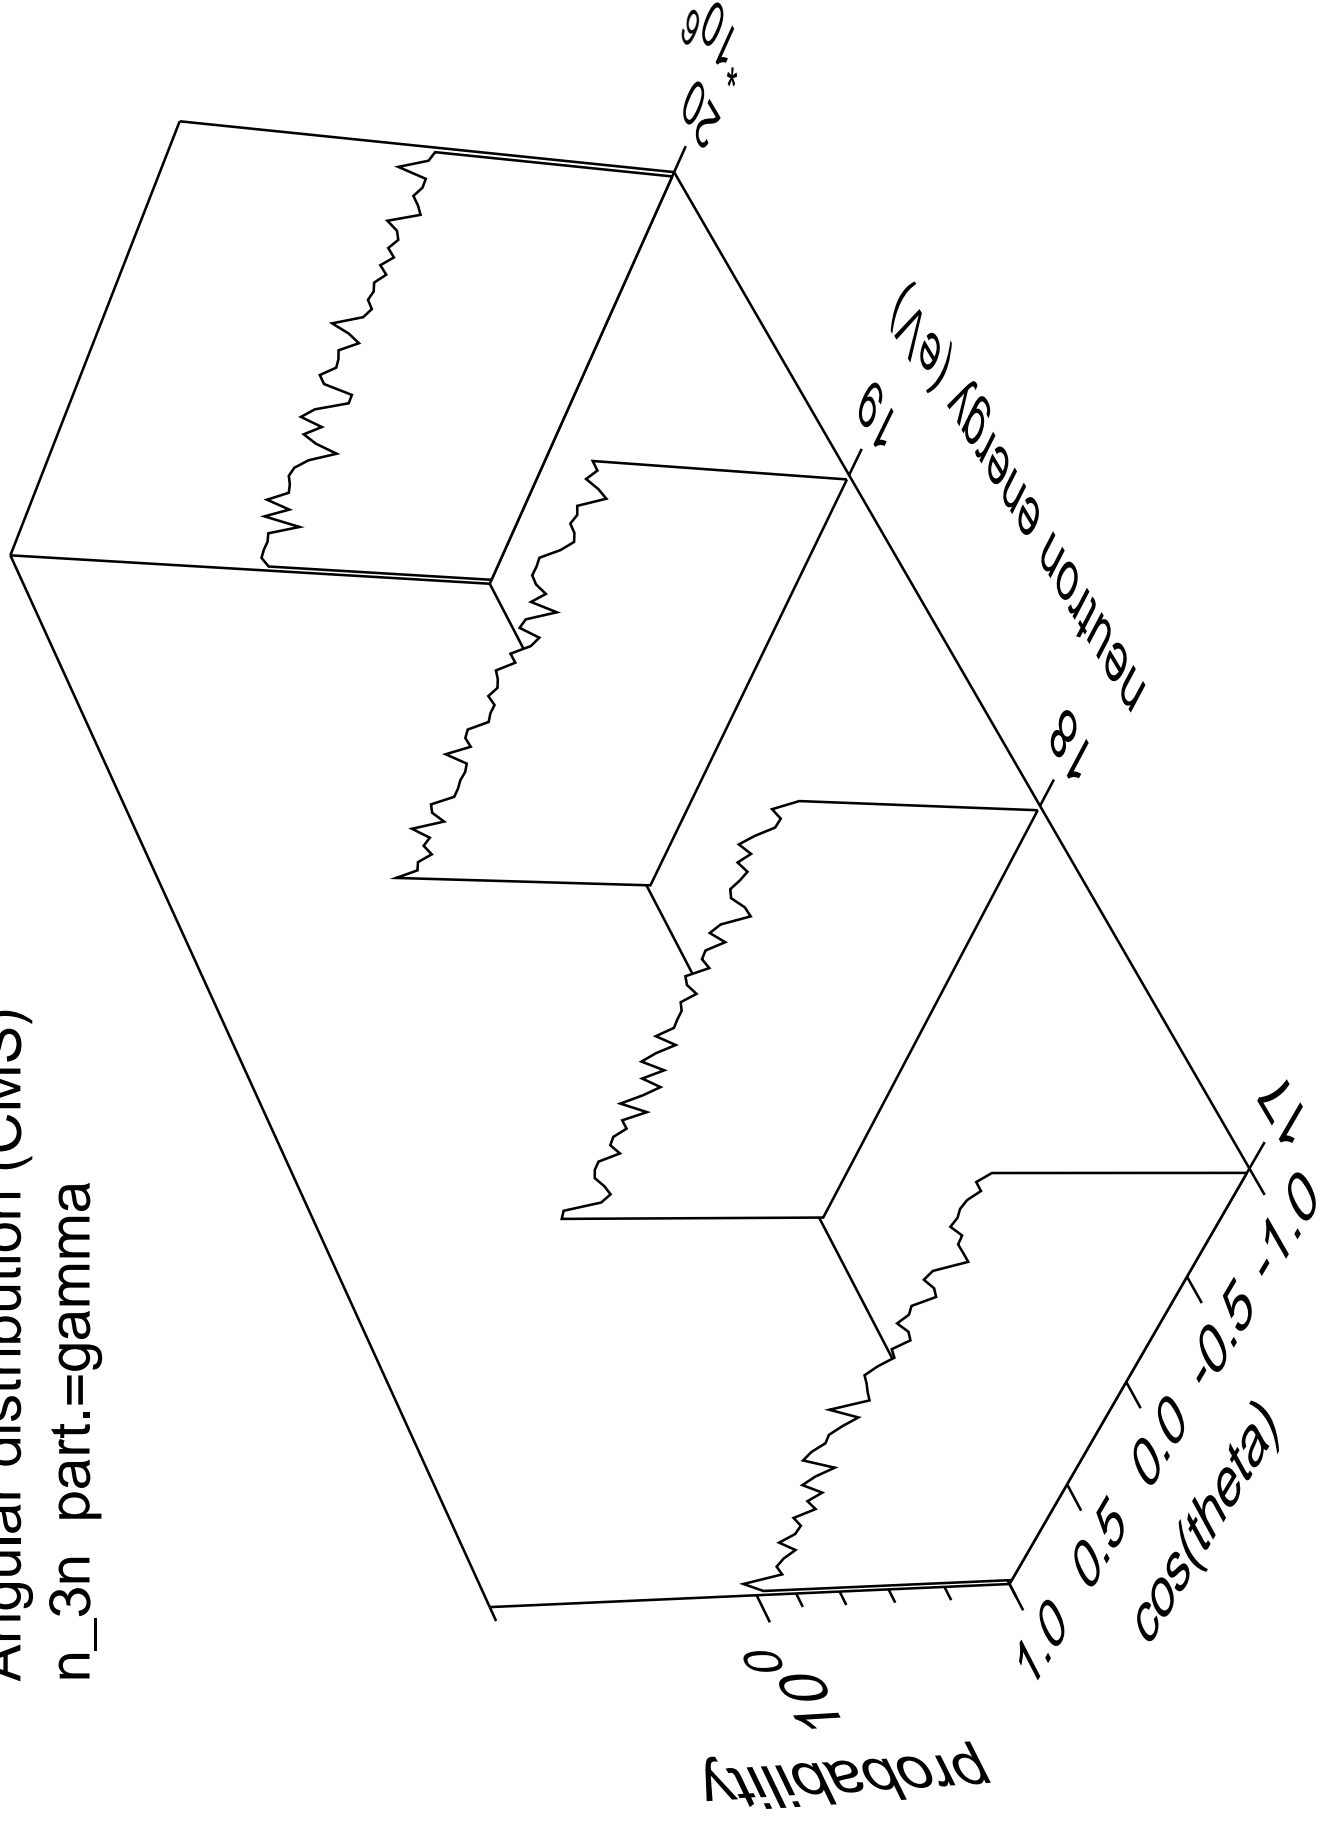 Angular distribution (CMS)
n_3n part.=gamma
probability
10^0
cos(theta)
1.0
0.5
0.0
-0.5
-1.0
neutron energy (eV)
17
18
19
20
*10^6